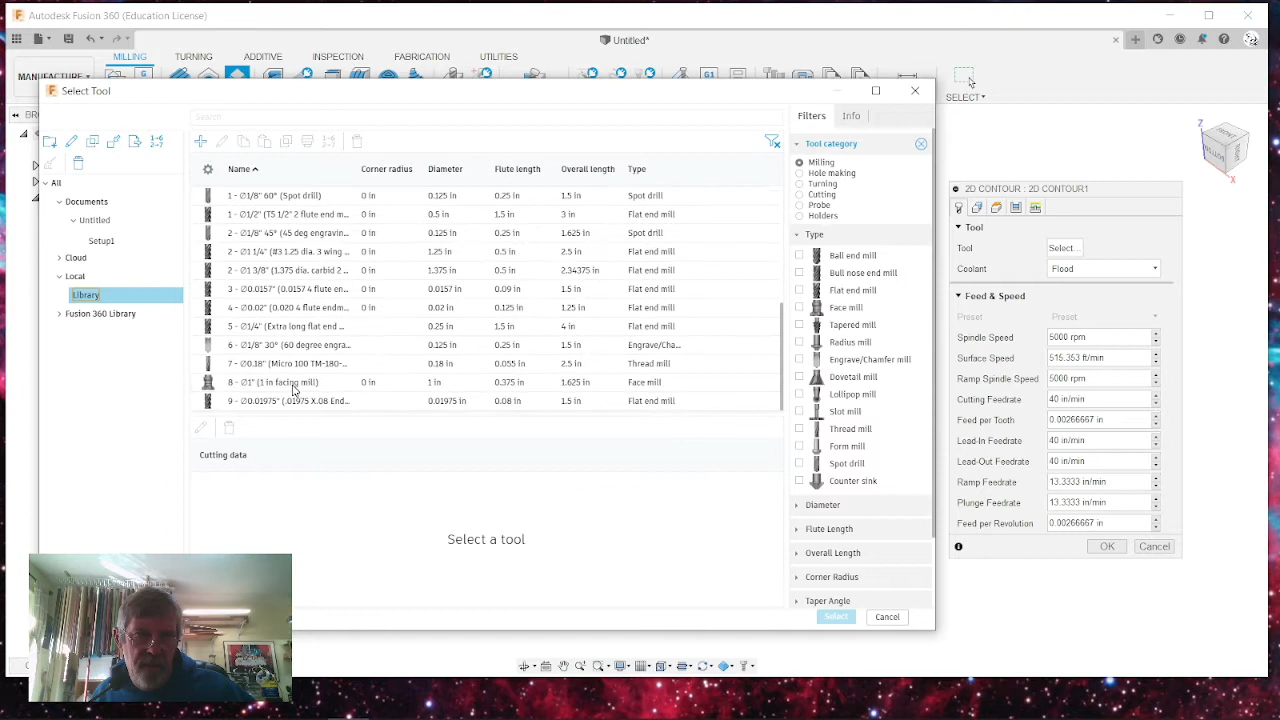 Autodesk Fusion 360 (Education License)
Untitled*
MILLING TURNING ADDITIVE INSPECTION FABRICATION UTILITIES
MANUFACTURE
SELECT
Select Tool
Search
Name Corner radius Diameter Flute length Overall length Type
1 - ∅1/8" 60° (Spot drill) 0.125 in 0.25 in 1.5 in Spot drill
1 - ∅1/2" (TS 1/2" 2 flute end m... 0 in 0.5 in 1.5 in 3 in Flat end mill
2 - ∅1/8" 45° (45 deg engravin... 0.125 in 0.25 in 1.625 in Spot drill
2 - ∅1 1/4" (#3 1.25 dia. 3 wing ... 0 in 1.25 in 0.5 in 2.5 in Flat end mill
2 - ∅1 3/8" (1.375 dia. carbid 2 ... 0 in 1.375 in 0.5 in 2.34375 in Flat end mill
3 - ∅0.0157" (0.0157 4 flute en... 0 in 0.0157 in 0.09 in 1.5 in Flat end mill
4 - ∅0.02" (0.020 4 flute endm... 0 in 0.02 in 0.125 in 1.25 in Flat end mill
5 - ∅1/4" (Extra long flat end ... 0 in 0.25 in 1.5 in 4 in Flat end mill
6 - ∅1/8" 30° (60 degree engra... 0.125 in 0.25 in 1.5 in Engrave/Cha...
7 - ∅0.18" (Micro 100 TM-180-... 0.18 in 0.055 in 2.5 in Thread mill
8 - ∅1" (1 in facing mill) 0 in 1 in 0.375 in 1.625 in Face mill
9 - ∅0.01975" (.01975 X.08 End... 0.01975 in 0.08 in 1.5 in Flat end mill
Cutting data
Select a tool
All
Documents
Untitled
Setup1
Cloud
Local
Library
Fusion 360 Library
Filters Info
Tool category
Milling
Hole making
Turning
Cutting
Probe
Holders
Type
Ball end mill
Bull nose end mill
Flat end mill
Face mill
Tapered mill
Radius mill
Engrave/Chamfer mill
Dovetail mill
Lollipop mill
Slot mill
Thread mill
Form mill
Spot drill
Counter sink
Diameter
Flute Length
Overall Length
Corner Radius
Taper Angle
Select Cancel
Z
FRONT
BOTTOM
X
2D CONTOUR : 2D CONTOUR1
Tool
Tool Select...
Coolant Flood
Feed & Speed
Preset Preset
Spindle Speed 5000 rpm
Surface Speed 515.353 ft/min
Ramp Spindle Speed 5000 rpm
Cutting Feedrate 40 in/min
Feed per Tooth 0.00266667 in
Lead-In Feedrate 40 in/min
Lead-Out Feedrate 40 in/min
Ramp Feedrate 13.3333 in/min
Plunge Feedrate 13.3333 in/min
Feed per Revolution 0.00266667 in
OK Cancel